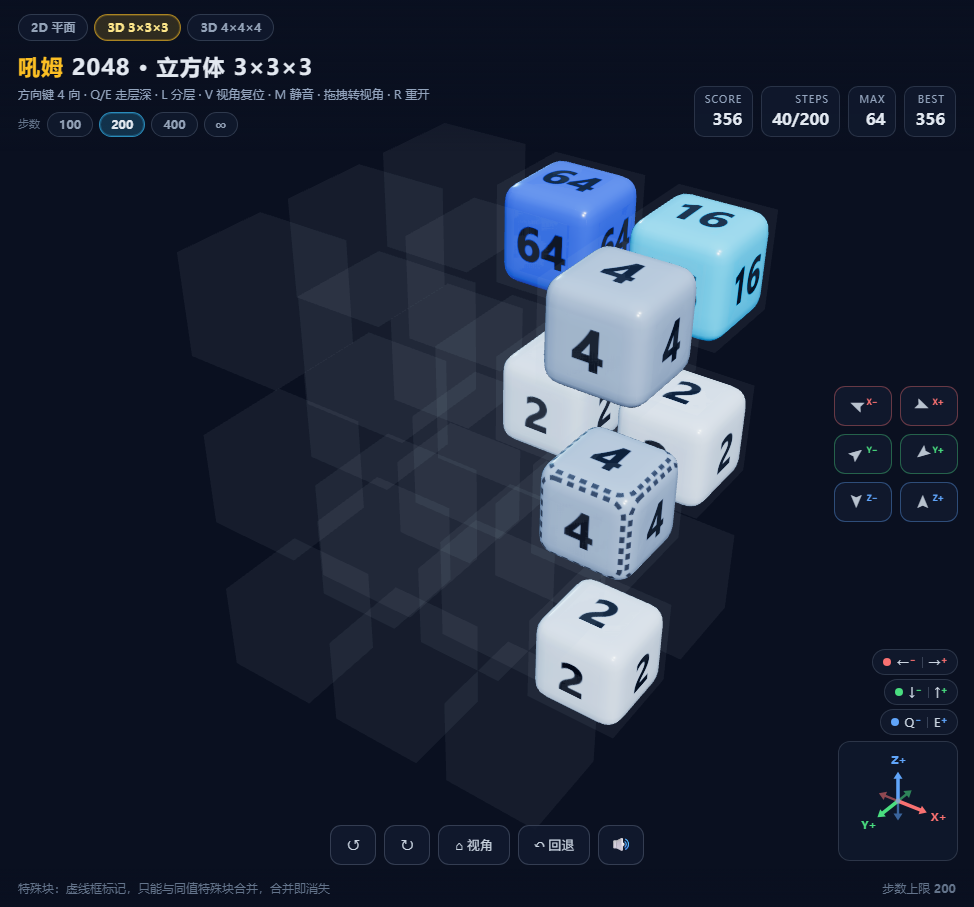 2D 平面 3D 3×3×3 3D 4×4×4
吼姆 2048 • 立方体 3×3×3
方向键 4 向 · Q/E 走层深 · L 分层 · V 视角复位 · M 静音 · 拖拽转视角 · R 重开
步数 100 200 400 ∞
SCORE STEPS MAX BEST
356 40/200 64 356
64
64
64
16
16
4
4
4
2
2
2
2
4
4
4
2
2
2
X− X+
Y− Y+
Z− Z+
←− | →+
↓− | ↑+
Q− | E+
Z+
X+
Y+
↺ ↻ ⌂ 视角 ↶ 回退
特殊块：虚线框标记，只能与同值特殊块合并，合并即消失
步数上限 200